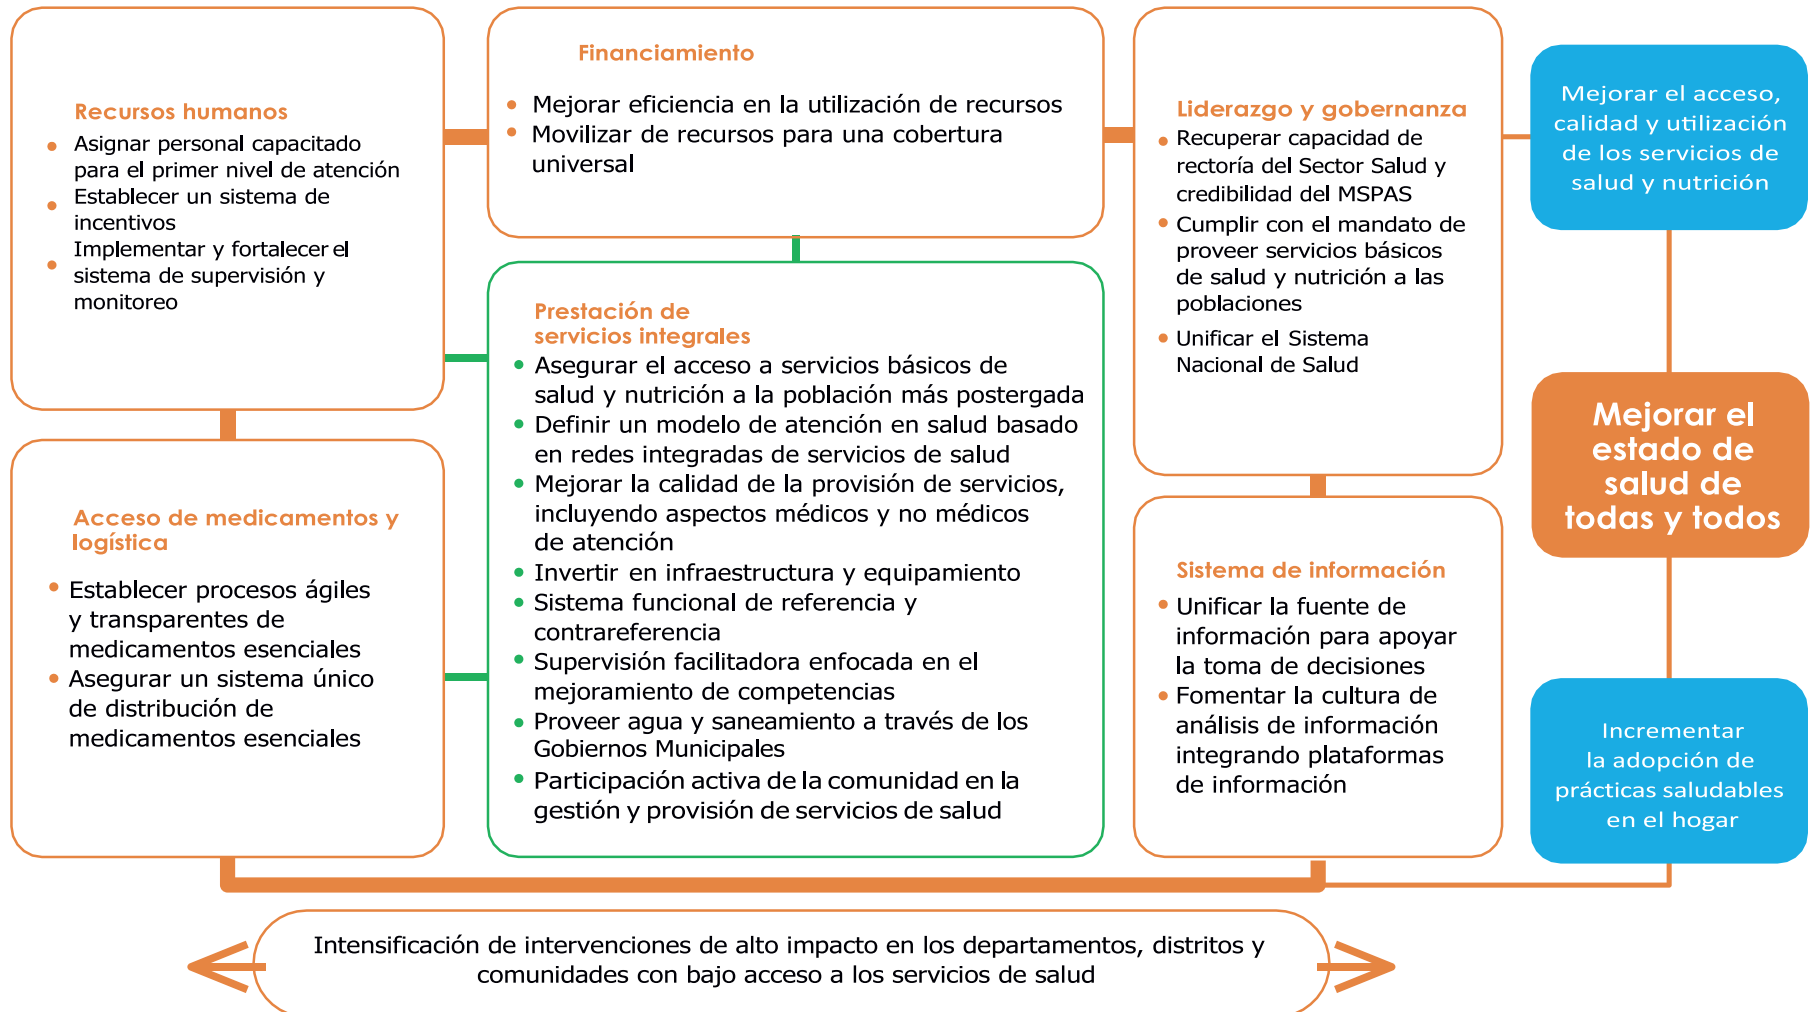 Recursos humanos
• Asignar personal capacitado
para el primer nivel de atención
• Establecer un sistema de
incentivos
• Implementar y fortalecer el
sistema de supervisión y
monitoreo
Financiamiento
• Mejorar eficiencia en la utilización de recursos
• Movilizar de recursos para una cobertura
universal
Liderazgo y gobernanza
• Recuperar capacidad de
rectoría del Sector Salud y
credibilidad del MSPAS
• Cumplir con el mandato de
proveer servicios básicos
de salud y nutrición a las
poblaciones
• Unificar el Sistema
Nacional de Salud
Mejorar el acceso,
calidad y utilización
de los servicios de
salud y nutrición
Acceso de medicamentos y
logística
• Establecer procesos ágiles
y transparentes de
medicamentos esenciales
• Asegurar un sistema único
de distribución de
medicamentos esenciales
Prestación de
servicios integrales
• Asegurar el acceso a servicios básicos de
salud y nutrición a la población más postergada
• Definir un modelo de atención en salud basado
en redes integradas de servicios de salud
• Mejorar la calidad de la provisión de servicios,
incluyendo aspectos médicos y no médicos
de atención
• Invertir en infraestructura y equipamiento
• Sistema funcional de referencia y
contrareferencia
• Supervisión facilitadora enfocada en el
mejoramiento de competencias
• Proveer agua y saneamiento a través de los
Gobiernos Municipales
• Participación activa de la comunidad en la
gestión y provisión de servicios de salud
Sistema de información
• Unificar la fuente de
información para apoyar
la toma de decisiones
• Fomentar la cultura de
análisis de información
integrando plataformas
de información
Mejorar el
estado de
salud de
todas y todos
Incrementar
la adopción de
prácticas saludables
en el hogar
Intensificación de intervenciones de alto impacto en los departamentos, distritos y
comunidades con bajo acceso a los servicios de salud